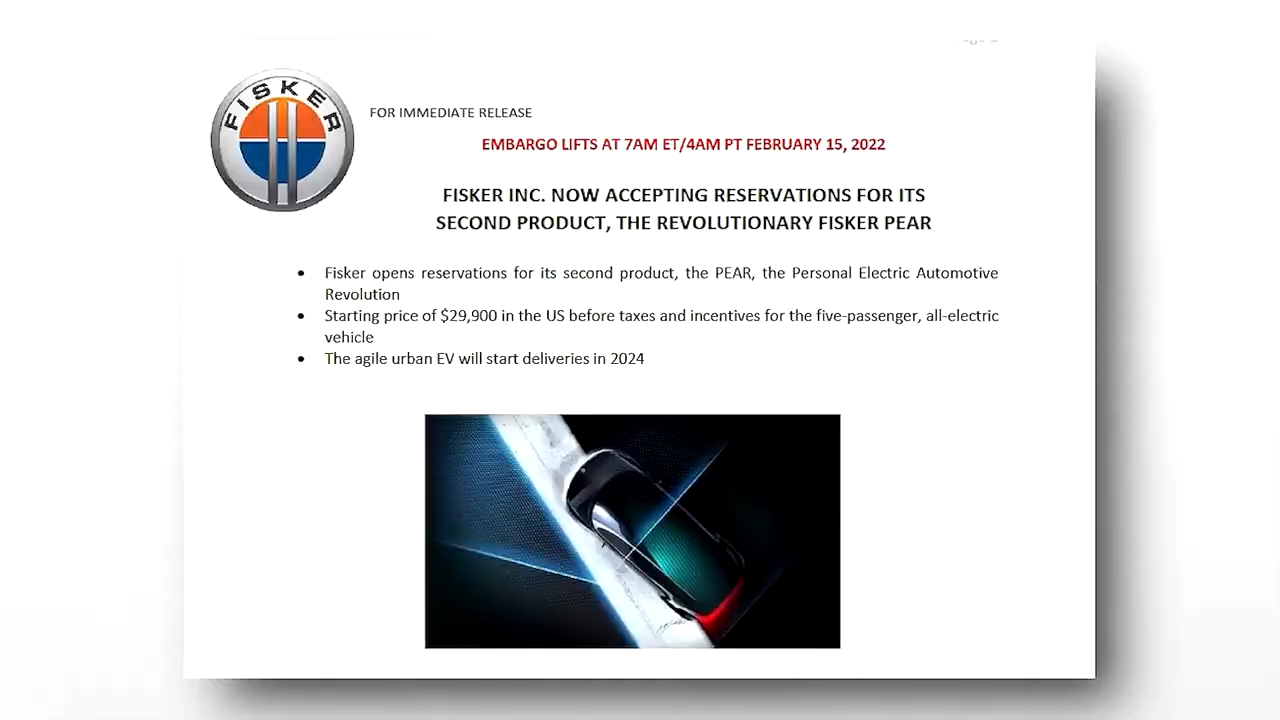 FISKER
FOR IMMEDIATE RELEASE
EMBARGO LIFTS AT 7AM ET/4AM PT FEBRUARY 15, 2022
FISKER INC. NOW ACCEPTING RESERVATIONS FOR ITS
SECOND PRODUCT, THE REVOLUTIONARY FISKER PEAR
• Fisker opens reservations for its second product, the PEAR, the Personal Electric Automotive
Revolution
• Starting price of $29,900 in the US before taxes and incentives for the five-passenger, all-electric
vehicle
• The agile urban EV will start deliveries in 2024